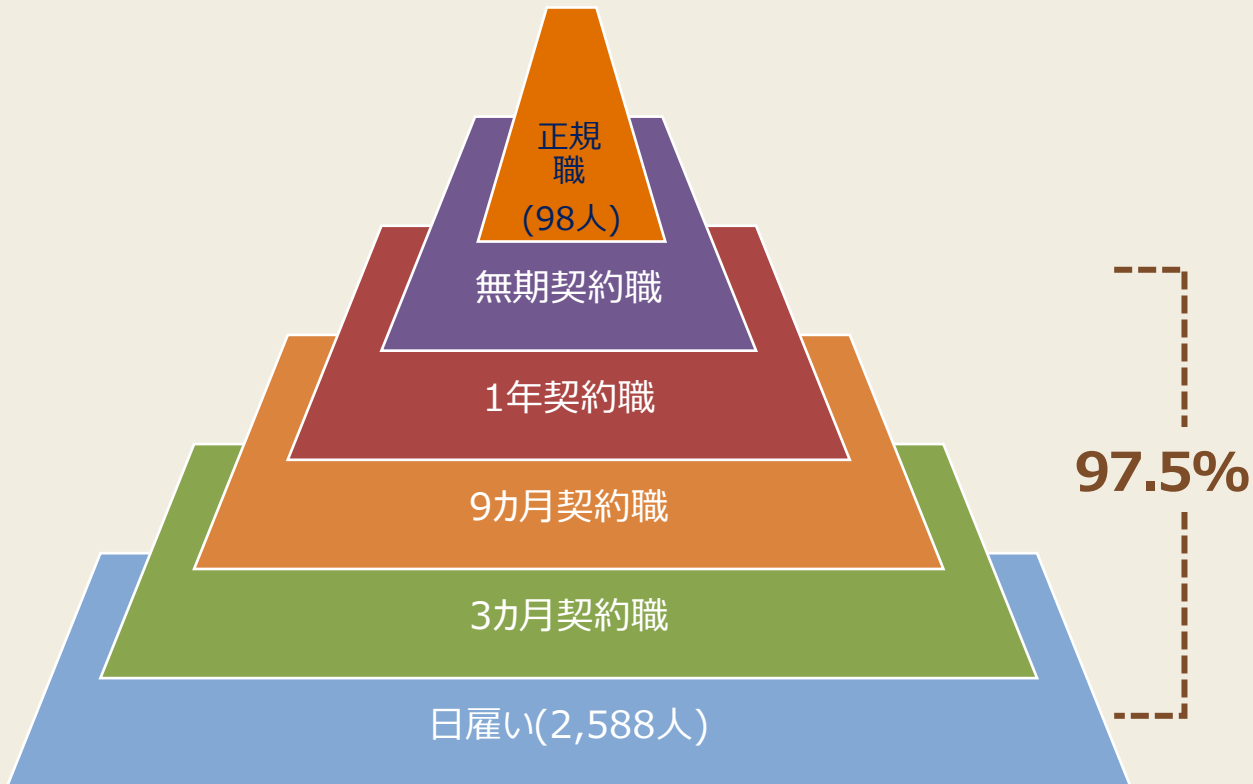 正規
職
(98人)
無期契約職
1年契約職
9カ月契約職
97.5%
3カ月契約職
日雇い(2,588人)